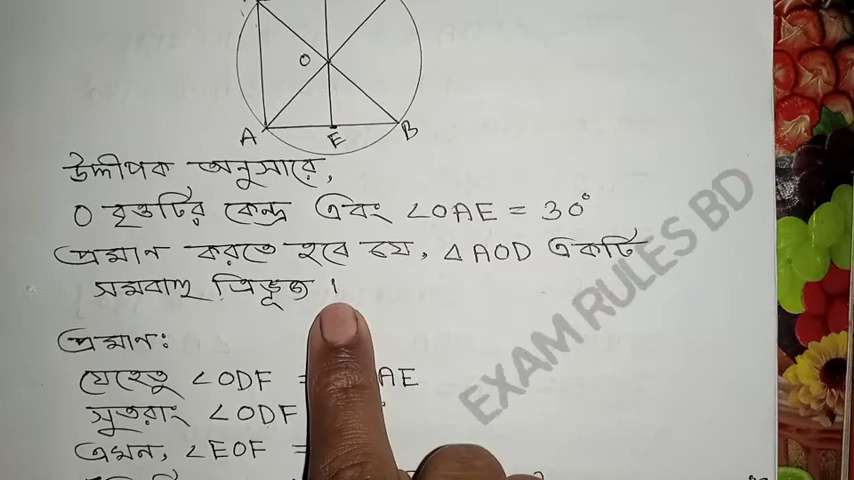 O
A E B
উদ্দীপক অনুসারে,
O বৃত্তটির কেন্দ্র এবং ∠OAE = 30°
প্রমাণ করতে হবে যে, △AOD একটি
সমবাহু ত্রিভূজ।
প্রমাণ:
যেহেতু ∠ODF = AE
সুতরাং ∠ODF
এখন, ∠EOF =
EXAM RULES BD